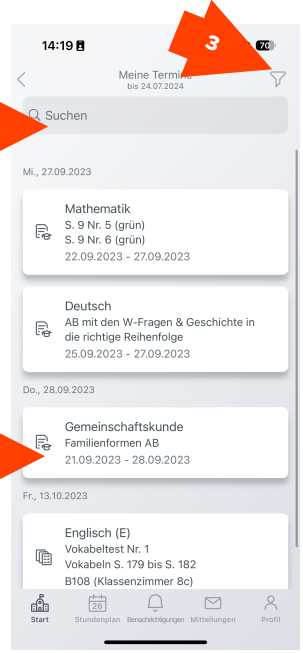 14:19
70
3
Meine Termin
bis 24.07.2024
Suchen
Mi., 27.09.2023
Mathematik
S. 9 Nr. 5 (grün)
S. 9 Nr. 6 (grün)
22.09.2023 - 27.09.2023
Deutsch
AB mit den W-Fragen & Geschichte in
die richtige Reihenfolge
25.09.2023 - 27.09.2023
Do., 28.09.2023
Gemeinschaftskunde
Familienformen AB
21.09.2023 - 28.09.2023
Fr., 13.10.2023
Englisch (E)
Vokabeltest Nr. 1
Vokabeln S. 179 bis S. 182
B108 (Klassenzimmer 8c)
26
Start Stundenplan Benachrichtigungen Mitteilungen Profil